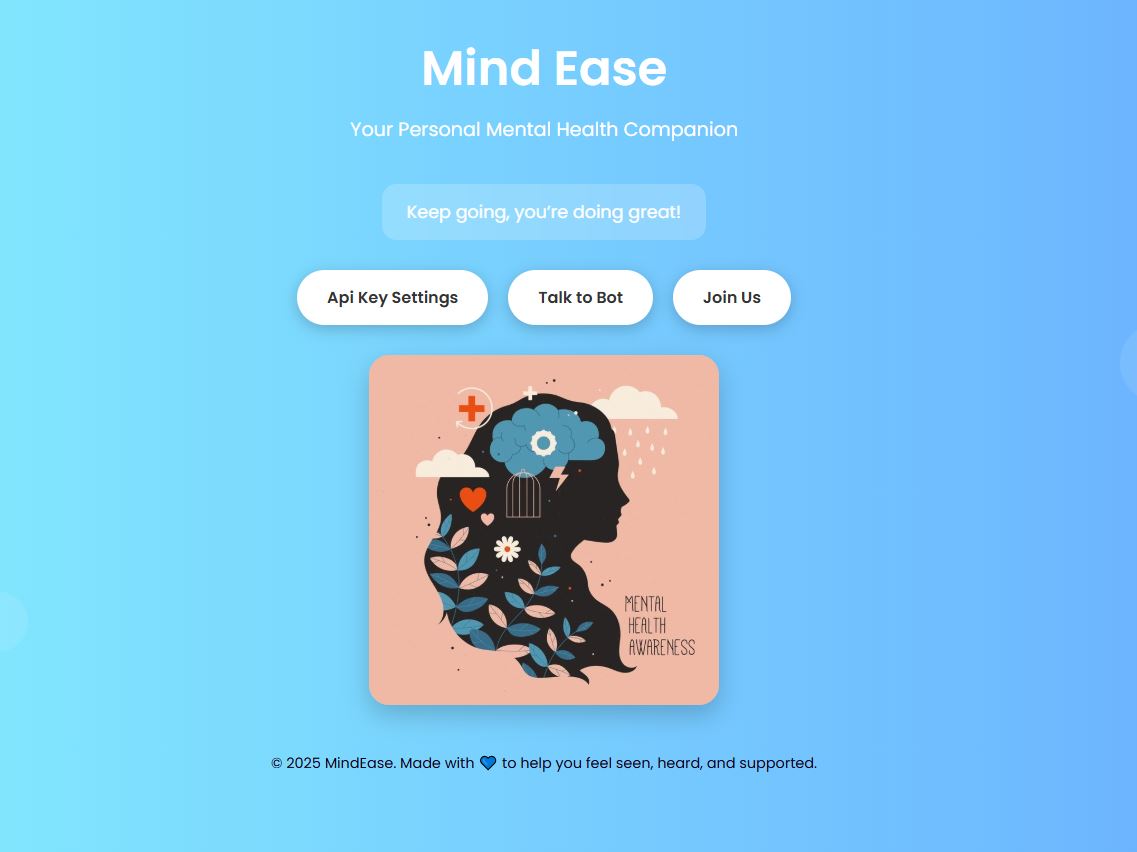 Mind Ease
Your Personal Mental Health Companion
Keep going, you're doing great!
Api Key Settings
Talk to Bot
Join Us
MENTAL
HEALTH
AWARENESS
© 2025 MindEase. Made with 💙 to help you feel seen, heard, and supported.